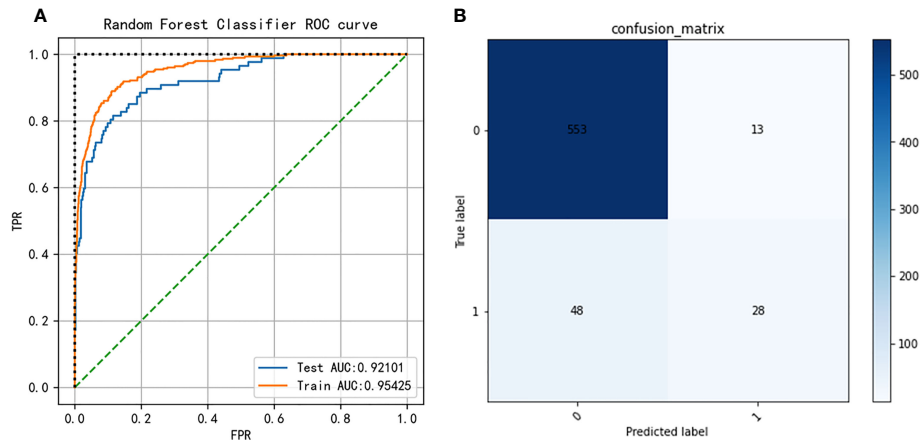 A
Random Forest Classifier ROC curve
1.0
0.8
0.6
0.4
0.2
0.0
TPR
0.0 0.2 0.4 0.6 0.8 1.0
FPR
Test AUC:0.92101
Train AUC:0.95425
B
confusion_matrix
0
553 13
1
48 28
True label
0 1
Predicted label
500
400
300
200
100